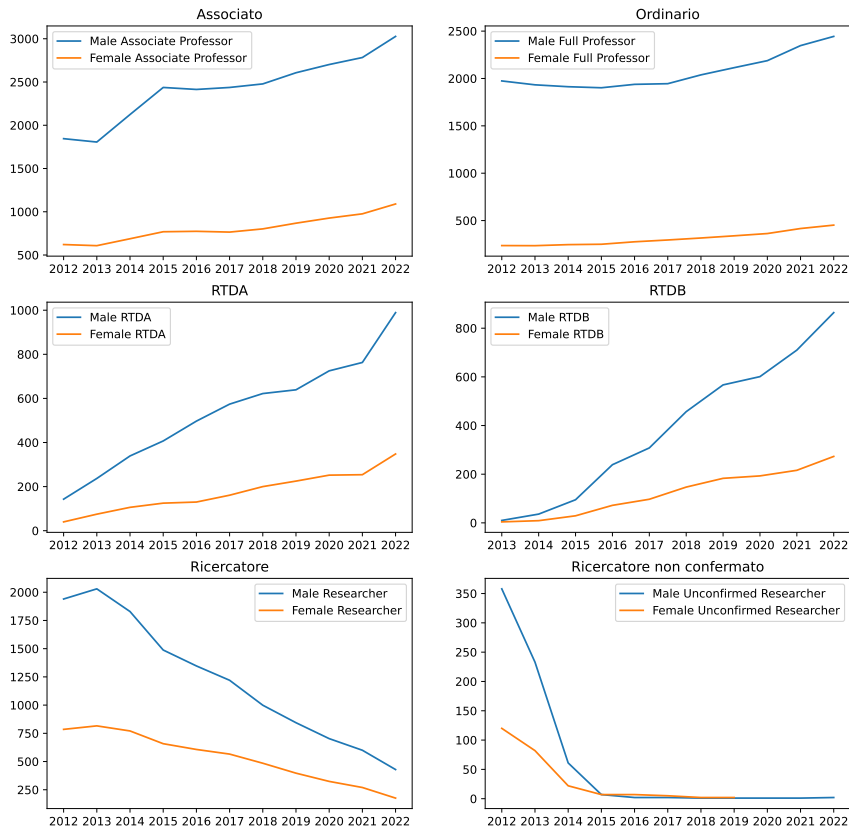 Associato
3000
2500
2000
1500
1000
500
Male Associate Professor
Female Associate Professor
2012 2013 2014 2015 2016 2017 2018 2019 2020 2021 2022
Ordinario
2500
2000
1500
1000
500
Male Full Professor
Female Full Professor
2012 2013 2014 2015 2016 2017 2018 2019 2020 2021 2022
RTDA
1000
800
600
400
200
0
Male RTDA
Female RTDA
2012 2013 2014 2015 2016 2017 2018 2019 2020 2021 2022
RTDB
800
600
400
200
0
Male RTDB
Female RTDB
2013 2014 2015 2016 2017 2018 2019 2020 2021 2022
Ricercatore
2000
1750
1500
1250
1000
750
500
250
Male Researcher
Female Researcher
2012 2013 2014 2015 2016 2017 2018 2019 2020 2021 2022
Ricercatore non confermato
350
300
250
200
150
100
50
0
Male Unconfirmed Researcher
Female Unconfirmed Researcher
2012 2013 2014 2015 2016 2017 2018 2019 2020 2021 2022